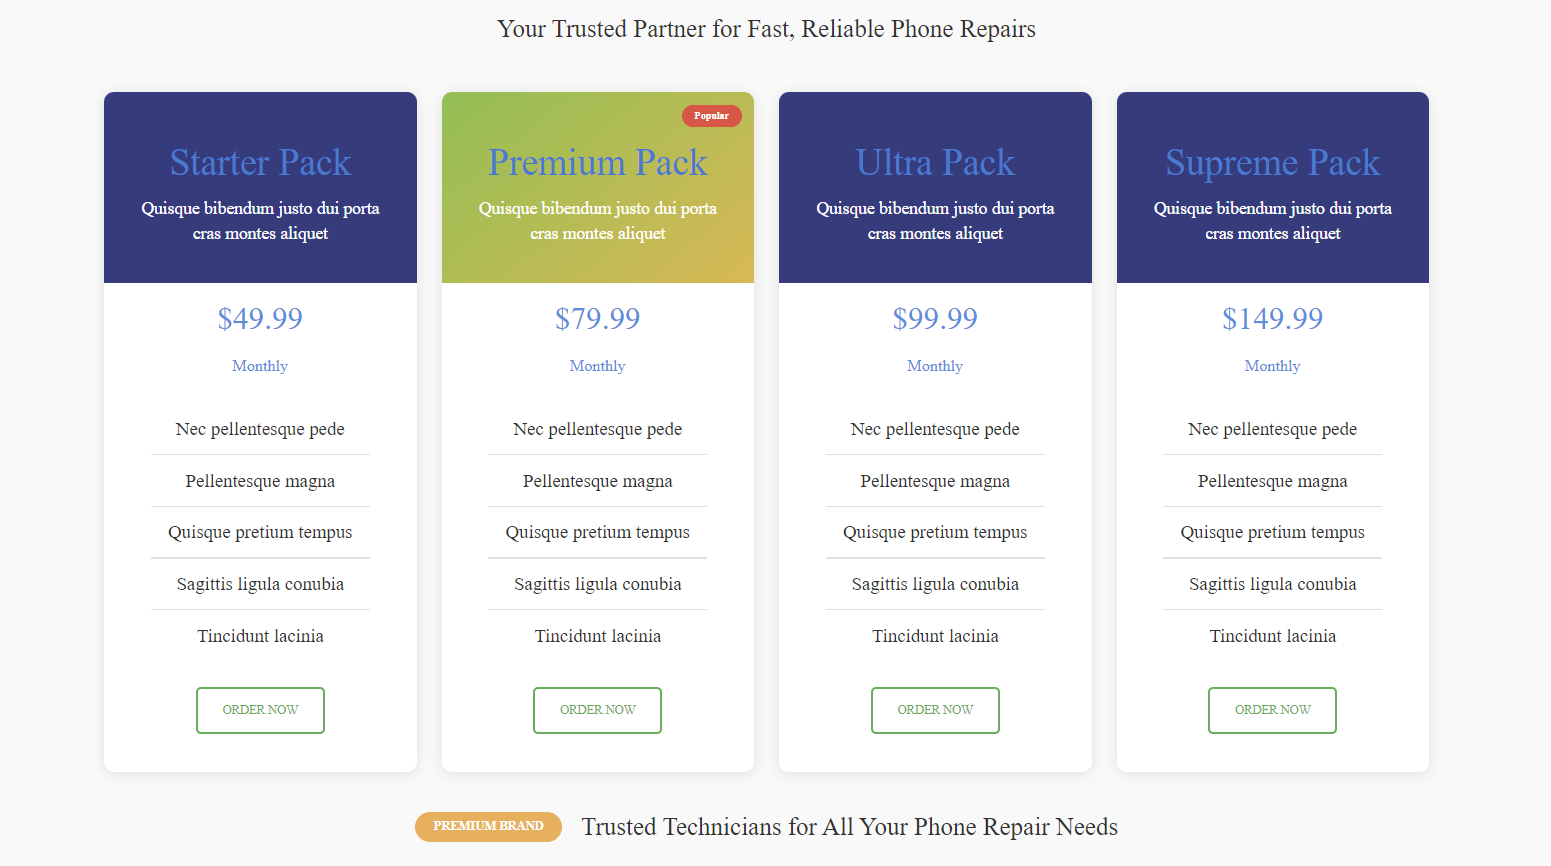 Your Trusted Partner for Fast, Reliable Phone Repairs
Starter Pack
Quisque bibendum justo dui porta
cras montes aliquet
$49.99
Monthly
Nec pellentesque pede
Pellentesque magna
Quisque pretium tempus
Sagittis ligula conubia
Tincidunt lacinia
ORDER NOW
Popular
Premium Pack
Quisque bibendum justo dui porta
cras montes aliquet
$79.99
Monthly
Nec pellentesque pede
Pellentesque magna
Quisque pretium tempus
Sagittis ligula conubia
Tincidunt lacinia
ORDER NOW
Ultra Pack
Quisque bibendum justo dui porta
cras montes aliquet
$99.99
Monthly
Nec pellentesque pede
Pellentesque magna
Quisque pretium tempus
Sagittis ligula conubia
Tincidunt lacinia
ORDER NOW
Supreme Pack
Quisque bibendum justo dui porta
cras montes aliquet
$149.99
Monthly
Nec pellentesque pede
Pellentesque magna
Quisque pretium tempus
Sagittis ligula conubia
Tincidunt lacinia
ORDER NOW
PREMIUM BRAND
Trusted Technicians for All Your Phone Repair Needs